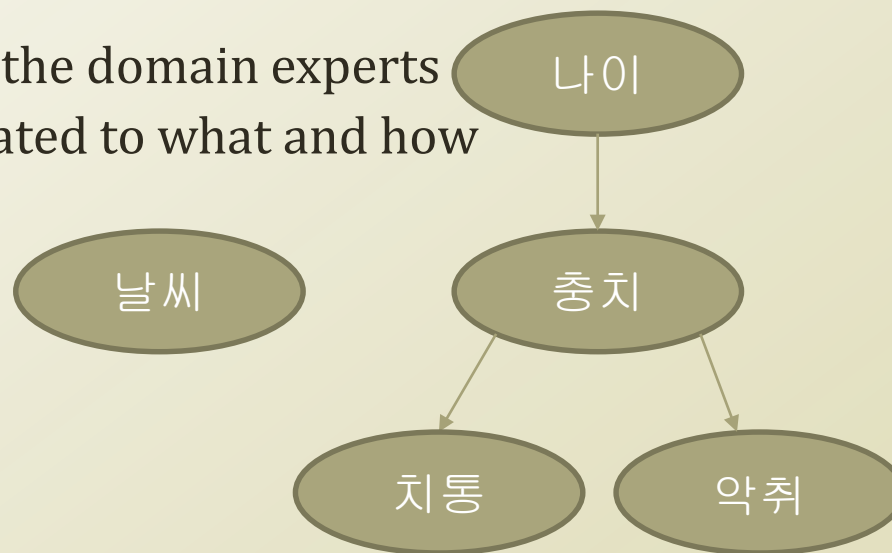 the domain experts
ated to what and how
나이
날씨
충치
치통
악취